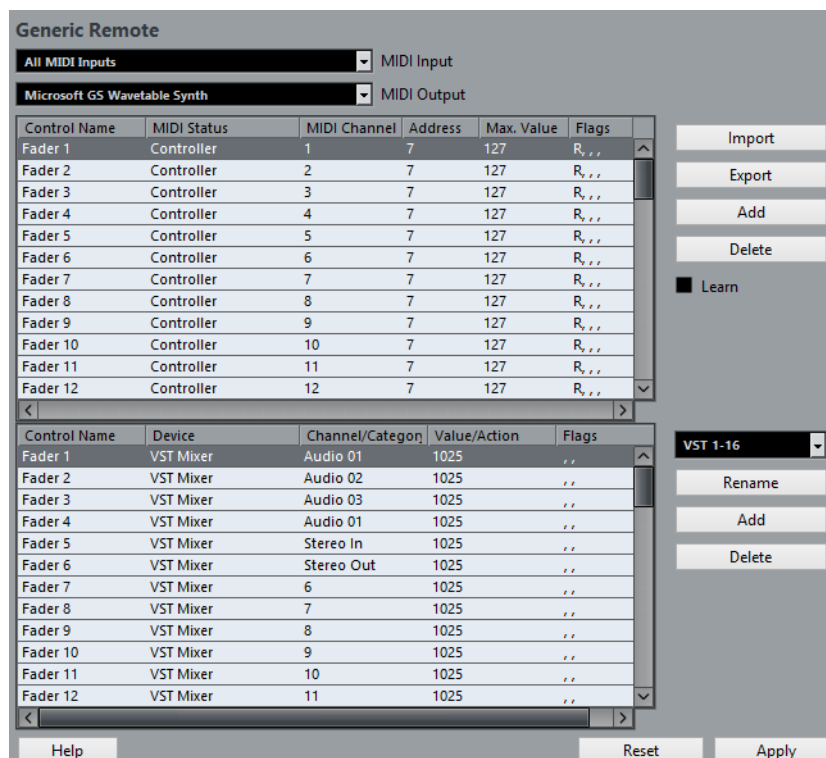 Generic Remote
All MIDI Inputs MIDI Input
Microsoft GS Wavetable Synth MIDI Output
Control Name MIDI Status MIDI Channel Address Max. Value Flags
Fader 1 Controller 1 7 127 R, , ,
Fader 2 Controller 2 7 127 R, , ,
Fader 3 Controller 3 7 127 R, , ,
Fader 4 Controller 4 7 127 R, , ,
Fader 5 Controller 5 7 127 R, , ,
Fader 6 Controller 6 7 127 R, , ,
Fader 7 Controller 7 7 127 R, , ,
Fader 8 Controller 8 7 127 R, , ,
Fader 9 Controller 9 7 127 R, , ,
Fader 10 Controller 10 7 127 R, , ,
Fader 11 Controller 11 7 127 R, , ,
Fader 12 Controller 12 7 127 R, , ,
Import
Export
Add
Delete
Learn
Control Name Device Channel/Categor Value/Action Flags
Fader 1 VST Mixer Audio 01 1025 , ,
Fader 2 VST Mixer Audio 02 1025 , ,
Fader 3 VST Mixer Audio 03 1025 , ,
Fader 4 VST Mixer Audio 01 1025 , ,
Fader 5 VST Mixer Stereo In 1025 , ,
Fader 6 VST Mixer Stereo Out 1025 , ,
Fader 7 VST Mixer 6 1025 , ,
Fader 8 VST Mixer 7 1025 , ,
Fader 9 VST Mixer 8 1025 , ,
Fader 10 VST Mixer 9 1025 , ,
Fader 11 VST Mixer 10 1025 , ,
Fader 12 VST Mixer 11 1025 , ,
VST 1-16
Rename
Add
Delete
Help Reset Apply